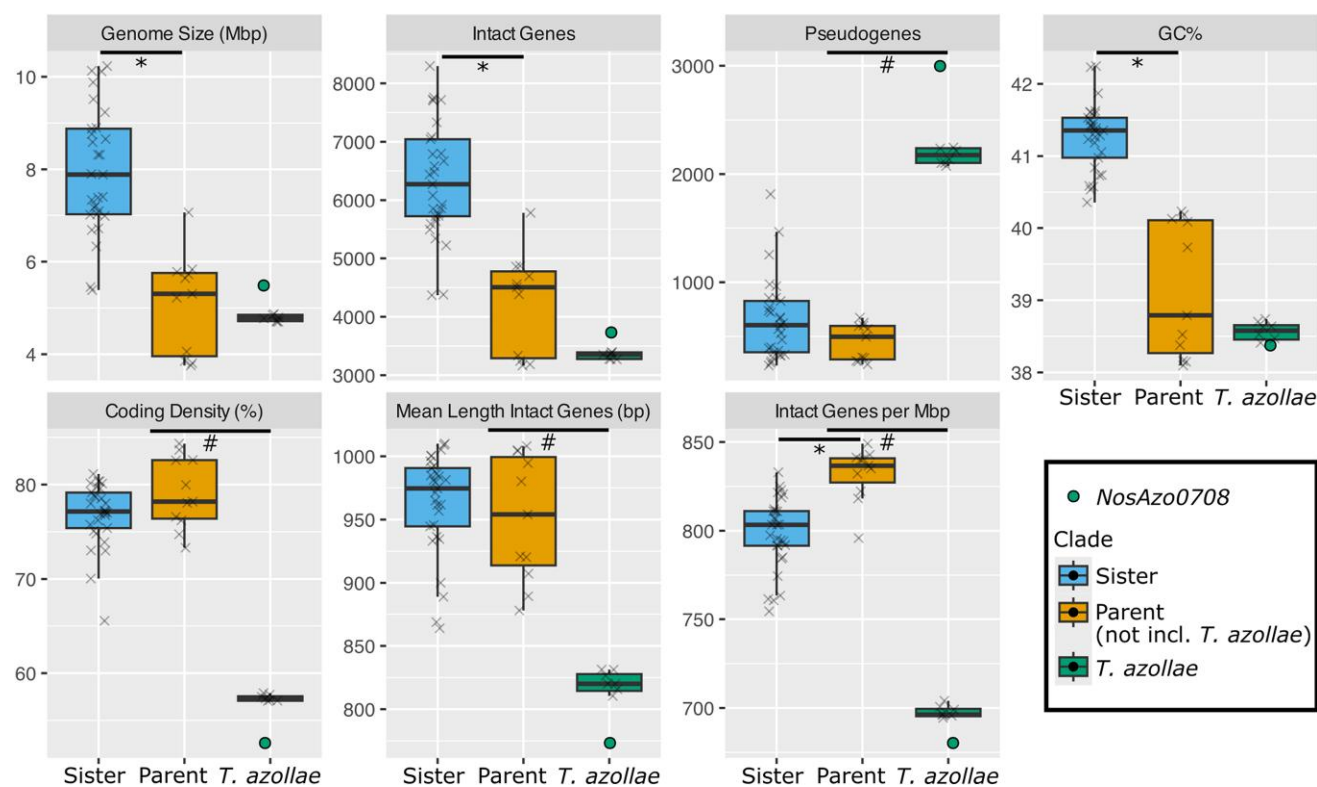 Genome Size (Mbp)
Intact Genes
Pseudogenes
GC%
*
*
#
*
10
8
6
4
8000
7000
6000
5000
4000
3000
3000
2000
1000
42
41
40
39
38
Sister Parent T. azollae
Coding Density (%)
Mean Length Intact Genes (bp)
Intact Genes per Mbp
#
#
* #
80
70
60
1000
950
900
850
800
850
800
750
700
Sister Parent T. azollae
Sister Parent T. azollae
Sister Parent T. azollae
NosAzo0708
Clade
Sister
Parent
(not incl. T. azollae)
T. azollae